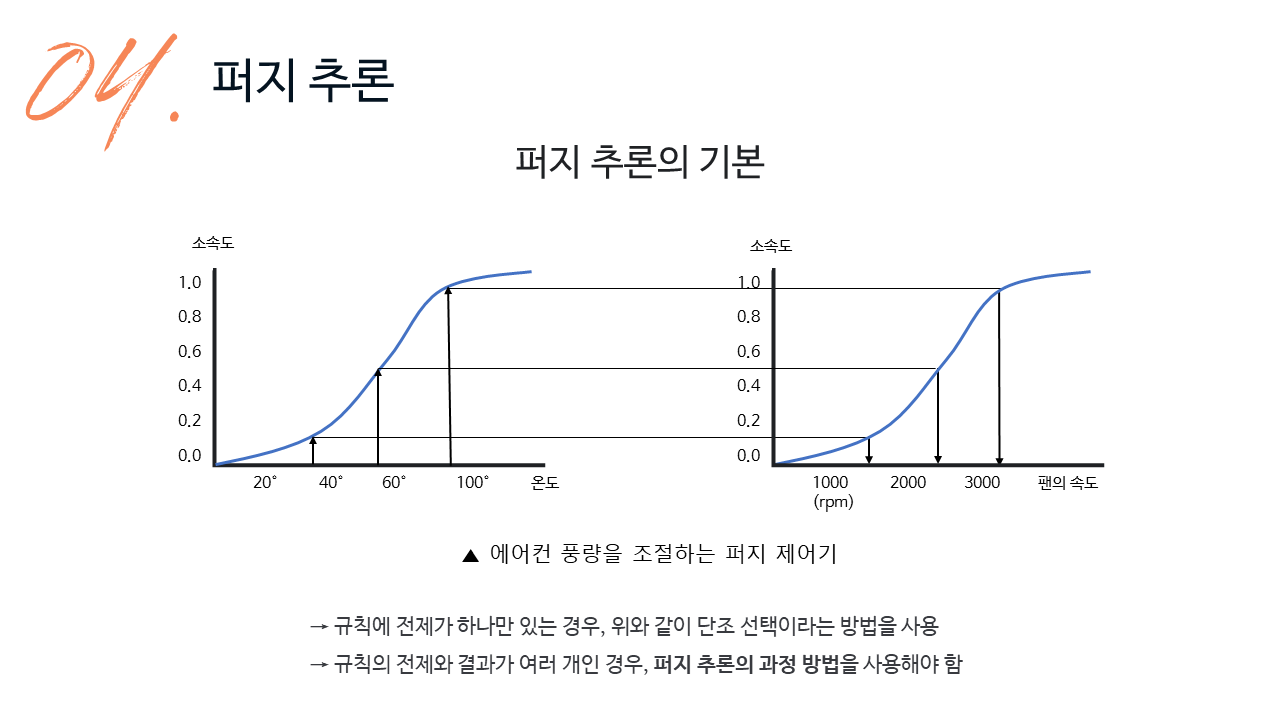 04. 퍼지 추론
퍼지 추론의 기본
소속도
1.0
0.8
0.6
0.4
0.2
0.0
20˚ 40˚ 60˚ 100˚ 온도
소속도
1.0
0.8
0.6
0.4
0.2
0.0
1000 2000 3000 팬의 속도
(rpm)
▲ 에어컨 풍량을 조절하는 퍼지 제어기
→ 규칙에 전제가 하나만 있는 경우, 위와 같이 단조 선택이라는 방법을 사용
→ 규칙의 전제와 결과가 여러 개인 경우, 퍼지 추론의 과정 방법을 사용해야 함